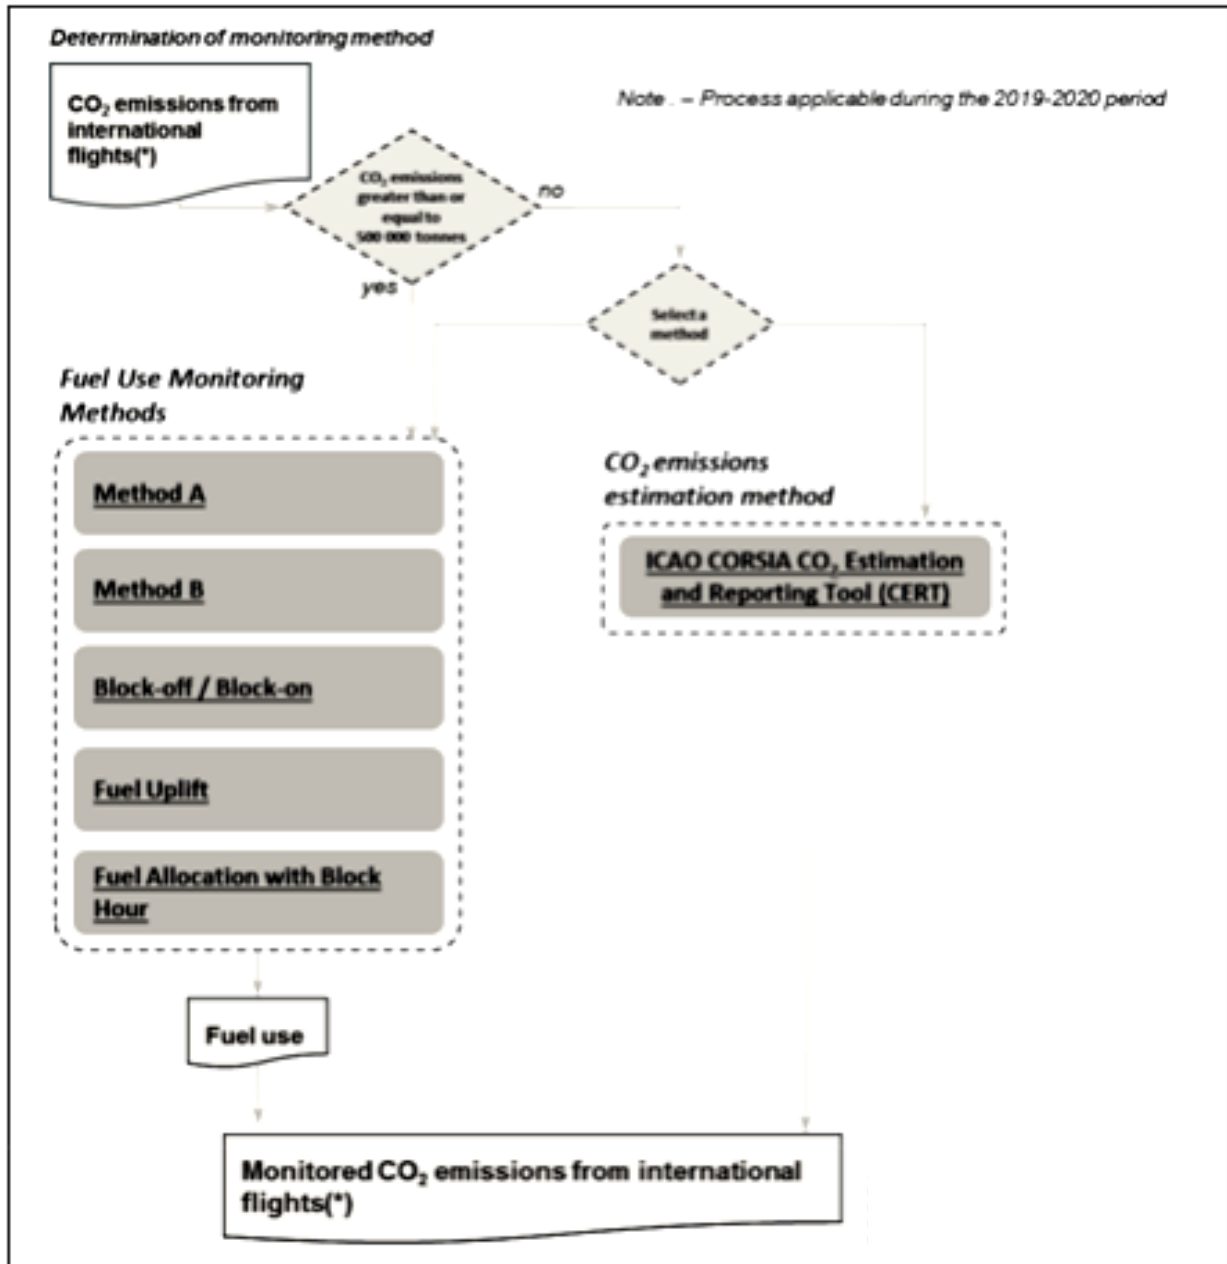 Determination of monitoring method
CO₂ emissions from
international
flights(*)
Note . – Process applicable during the 2019-2020 period
CO₂ emissions
greater than or
equal to
500 000 tonnes
no
yes
Select a
method
Fuel Use Monitoring
Methods
Method A
Method B
Block-off / Block-on
Fuel Uplift
Fuel Allocation with Block
Hour
CO₂ emissions
estimation method
ICAO CORSIA CO₂ Estimation
and Reporting Tool (CERT)
Fuel use
Monitored CO₂ emissions from international
flights(*)